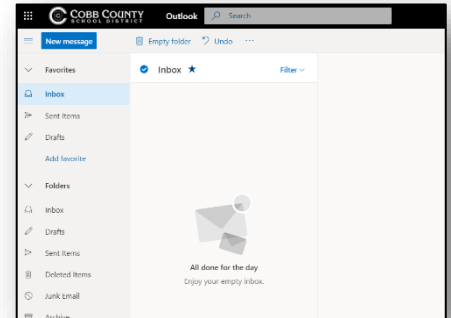 COBB COUNTY
SCHOOL DISTRICT
Outlook
Search
New message
Empty folder
Undo
Favorites
Inbox
Sent Items
Drafts
Add favorite
Folders
Inbox
Drafts
Sent Items
Deleted Items
Junk Email
Archive
Inbox
Filter
All done for the day
Enjoy your empty inbox.